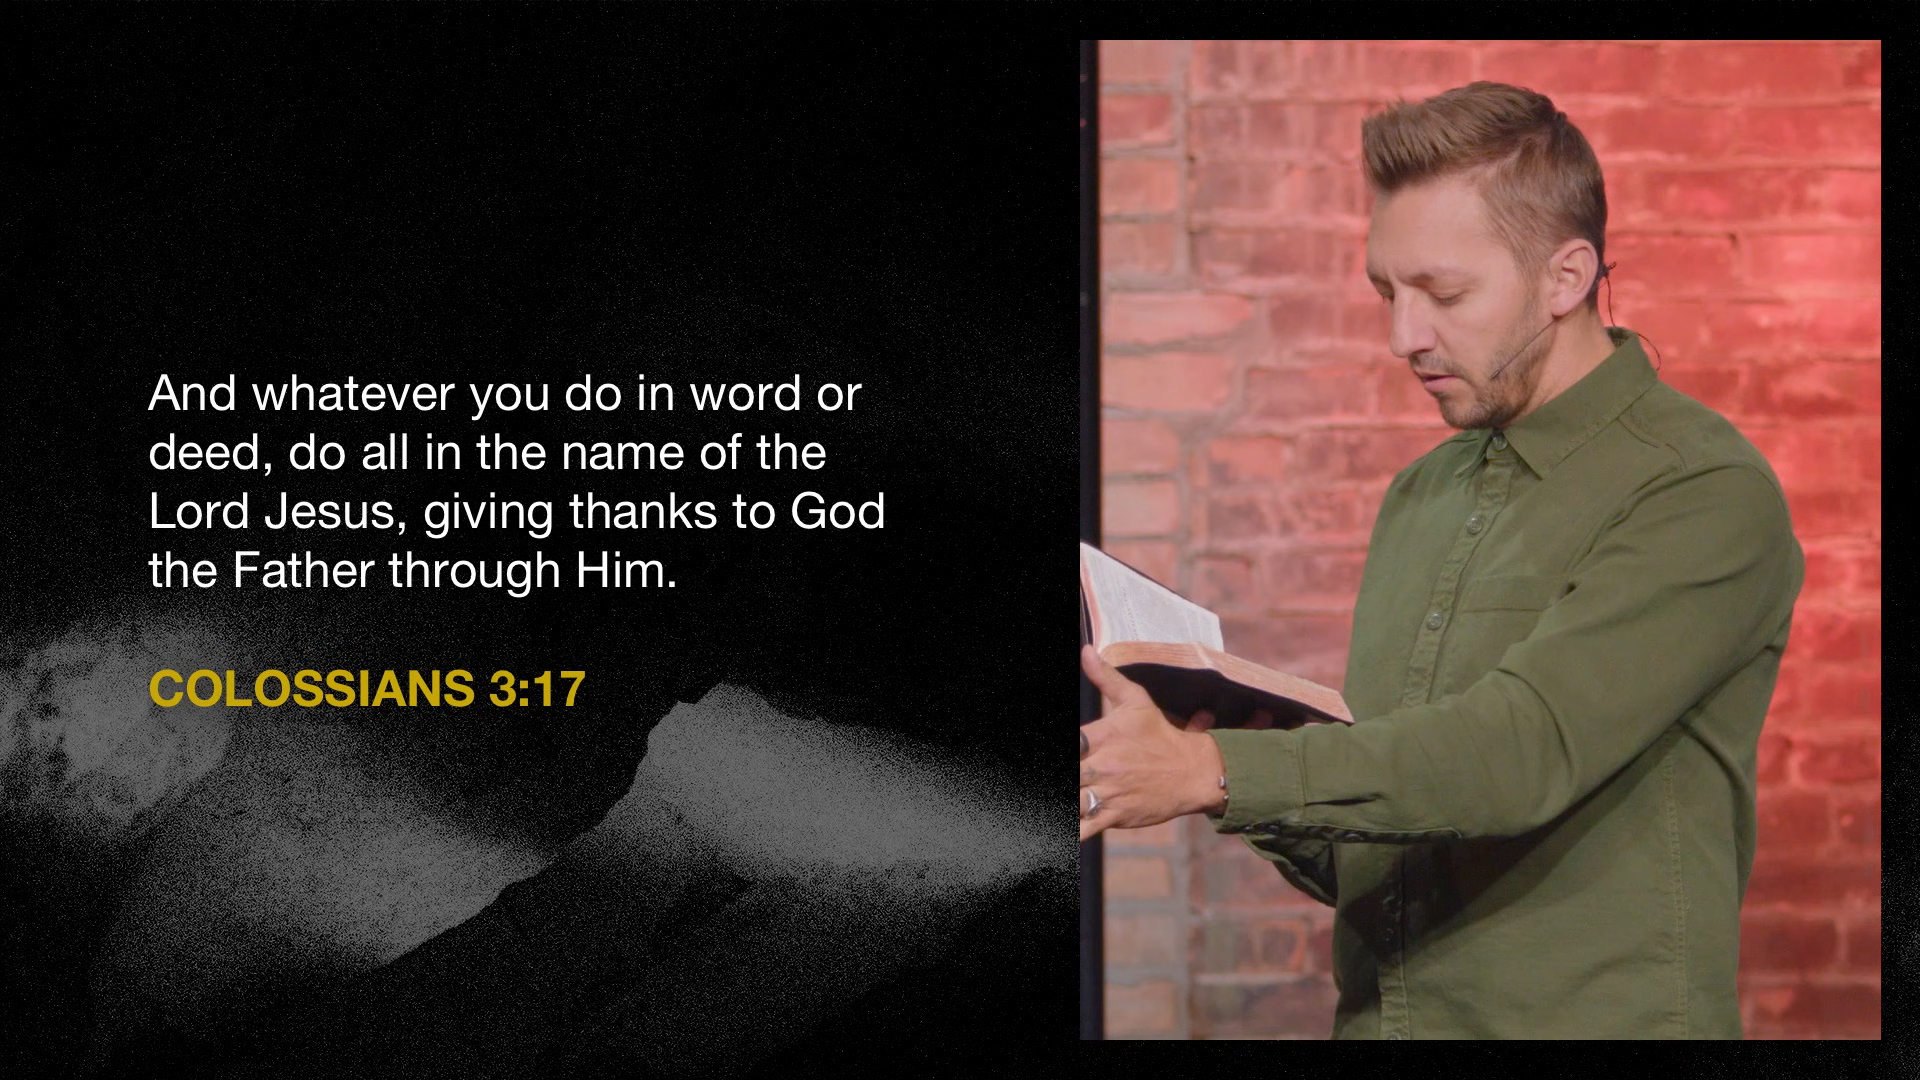 And whatever you do in word or
deed, do all in the name of the
Lord Jesus, giving thanks to God
the Father through Him.
COLOSSIANS 3:17